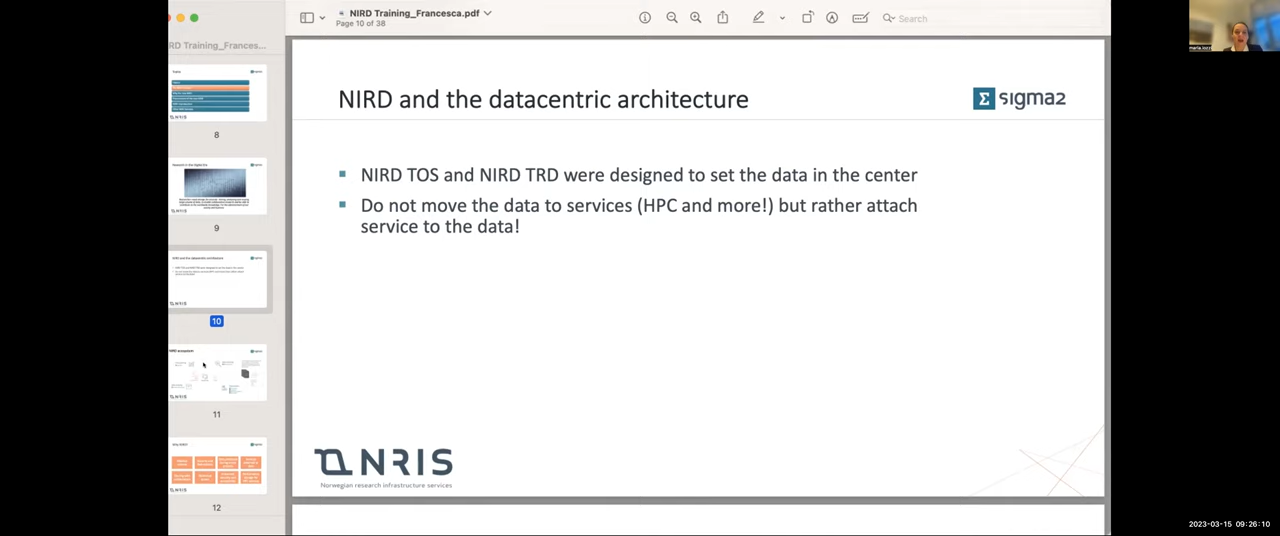 NIRD Training_Francesca.pdf
Page 10 of 38
Search
RD Training_Frances...
8
9
10
11
12
NIRD and the datacentric architecture
Σ sigma2
▪ NIRD TOS and NIRD TRD were designed to set the data in the center
▪ Do not move the data to services (HPC and more!) but rather attach
service to the data!
NRIS
Norwegian research infrastructure services
2023-03-15 09:26:10